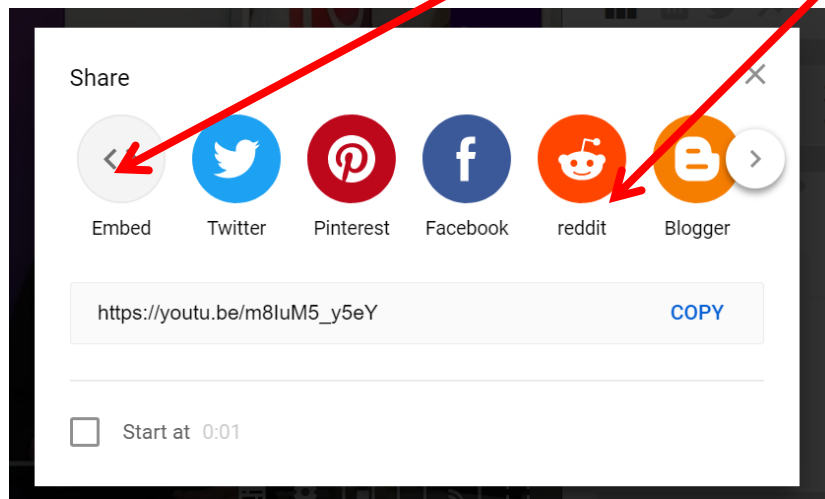 Share
Embed Twitter Pinterest Facebook reddit Blogger
https://youtu.be/m8IuM5_y5eY COPY
Start at 0:01